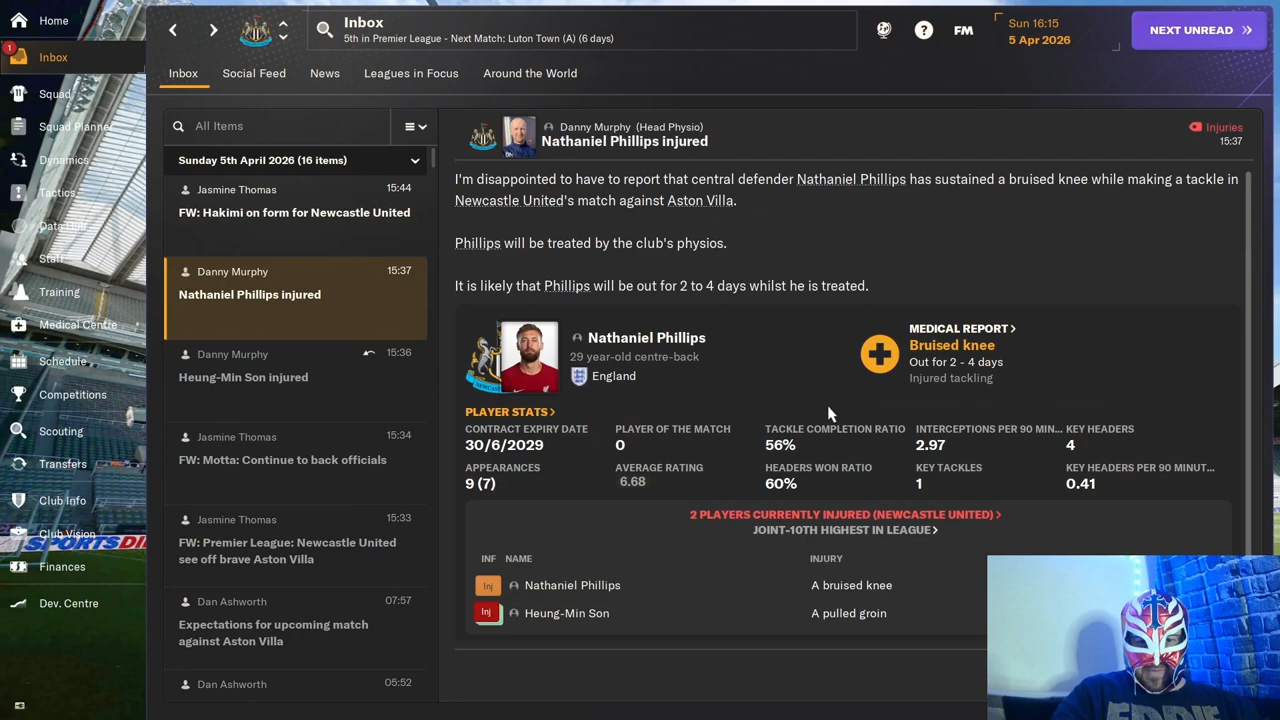 Home
Inbox
5th in Premier League - Next Match: Luton Town (A) (6 days)
FM
Sun 16:15
5 Apr 2026
NEXT UNREAD
1
Inbox
Squad
Squad Planner
Dynamics
Tactics
Data Hub
Staff
Training
Medical Centre
Schedule
Competitions
Scouting
Transfers
Club Info
Club Vision
SPORTS DI
Finances
Dev. Centre
Inbox Social Feed News Leagues in Focus Around the World
All Items
Sunday 5th April 2026 (16 items)
Jasmine Thomas 15:44
FW: Hakimi on form for Newcastle United
Danny Murphy 15:37
Nathaniel Phillips injured
Danny Murphy 15:36
Heung-Min Son injured
Jasmine Thomas 15:34
FW: Motta: Continue to back officials
Jasmine Thomas 15:33
FW: Premier League: Newcastle United
see off brave Aston Villa
Dan Ashworth 07:57
Expectations for upcoming match
against Aston Villa
Dan Ashworth 05:52
Danny Murphy (Head Physio)
Nathaniel Phillips injured
Injuries
15:37
I'm disappointed to have to report that central defender Nathaniel Phillips has sustained a bruised knee while making a tackle in
Newcastle United's match against Aston Villa.
Phillips will be treated by the club's physios.
It is likely that Phillips will be out for 2 to 4 days whilst he is treated.
Nathaniel Phillips
29 year-old centre-back
England
MEDICAL REPORT
Bruised knee
Out for 2 - 4 days
Injured tackling
PLAYER STATS
CONTRACT EXPIRY DATE PLAYER OF THE MATCH TACKLE COMPLETION RATIO INTERCEPTIONS PER 90 MIN... KEY HEADERS
30/6/2029 0 56% 2.97 4
APPEARANCES AVERAGE RATING HEADERS WON RATIO KEY TACKLES KEY HEADERS PER 90 MINUT...
9 (7) 6.68 60% 1 0.41
2 PLAYERS CURRENTLY INJURED (NEWCASTLE UNITED)
JOINT-10TH HIGHEST IN LEAGUE
INF NAME INJURY
Inj Nathaniel Phillips A bruised knee
Inj Heung-Min Son A pulled groin